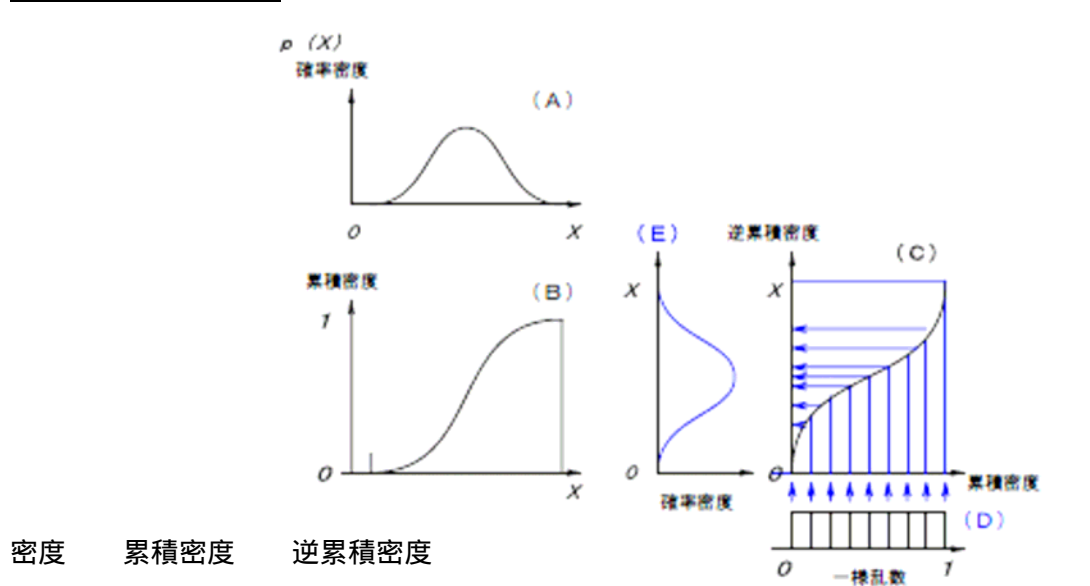 p (X)
確率密度
(A)
0
X
累積密度
(B)
1
0
X
(E)
X
0
確率密度
逆累積密度
(C)
X
0
累積密度
(D)
0
一様乱数
1
密度 累積密度 逆累積密度